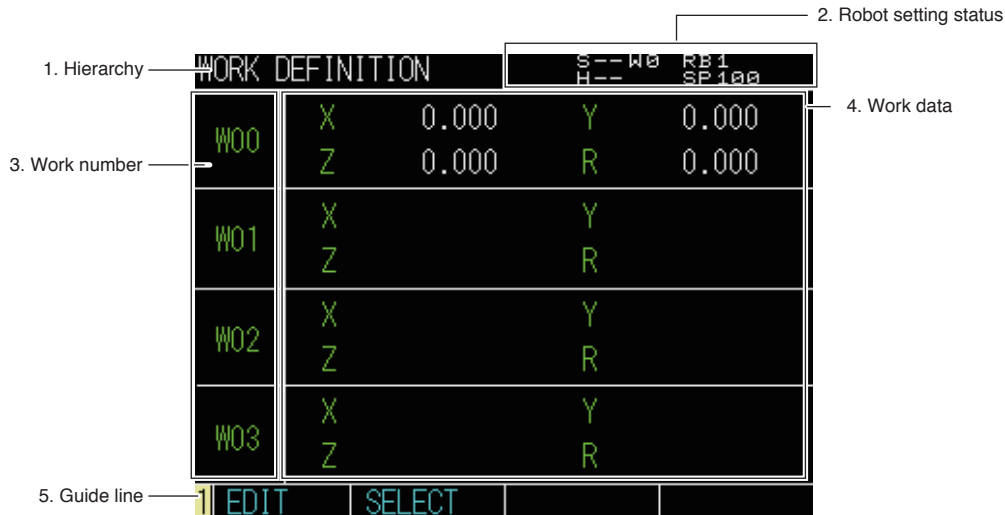 2. Robot setting status
1. Hierarchy
WORK DEFINITION
S--W0 RB1
H-- SP100
4. Work data
3. Work number
W00
X 0.000 Y 0.000
Z 0.000 R 0.000
W01
X Y
Z R
W02
X Y
Z R
W03
X Y
Z R
5. Guide line
1 EDIT SELECT